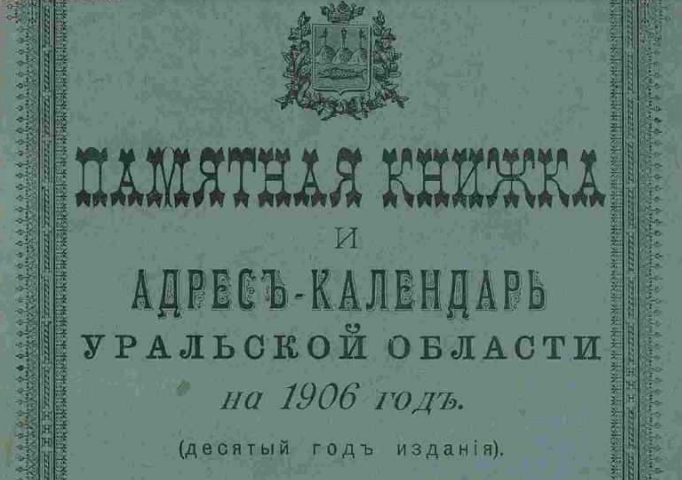 ПАМЯТНАЯ КНИЖКА
И
АДРЕСЪ-КАЛЕНДАРЬ
УРАЛЬСКОЙ ОБЛАСТИ
на 1906 годъ.
(десятый годъ изданія).